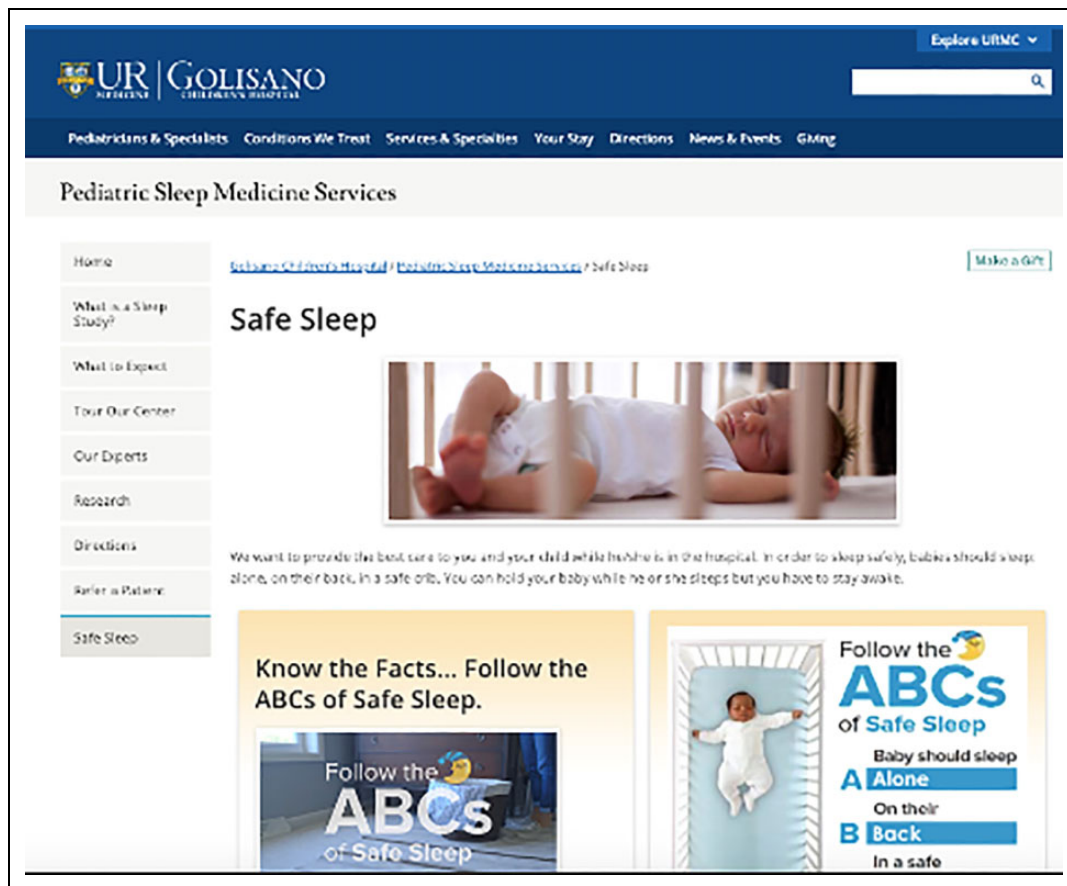 Explore URMC
UR MEDICINE | GOLISANO CHILDREN'S HOSPITAL
Pediatricians & Specialists Conditions We Treat Services & Specialties Your Stay Directions News & Events Giving
Pediatric Sleep Medicine Services
Home
What is a Sleep
Study?
What to Expect
Tour Our Center
Our Experts
Research
Directions
Refer a Patient
Safe Sleep
Golisano Children's Hospital / Pediatric Sleep Medicine Services / Safe Sleep
Make a Gift
Safe Sleep
We want to provide the best care to you and your child while he/she is in the hospital. In order to sleep safely, babies should sleep:
alone, on their back, in a safe crib. You can hold your baby while he or she sleeps but you have to stay awake.
Know the Facts... Follow the
ABCs of Safe Sleep.
Follow the
ABCs
of Safe Sleep
Follow the
ABCs
of Safe Sleep
Baby should sleep
A Alone
On their
B Back
In a safe